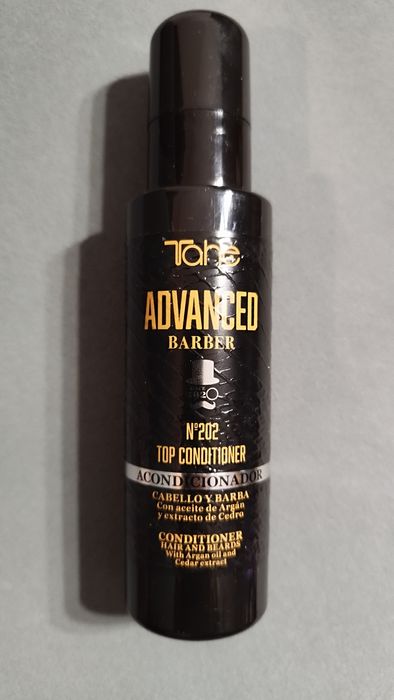 Tahe
ADVANCED
BARBER
N°202
TOP CONDITIONER
ACONDICIONADOR
CABELLO Y BARBA
Con aceite de Argán
y extracto de Cedro
CONDITIONER
HAIR AND BEARDS
With Argan oil and
Cedar extract